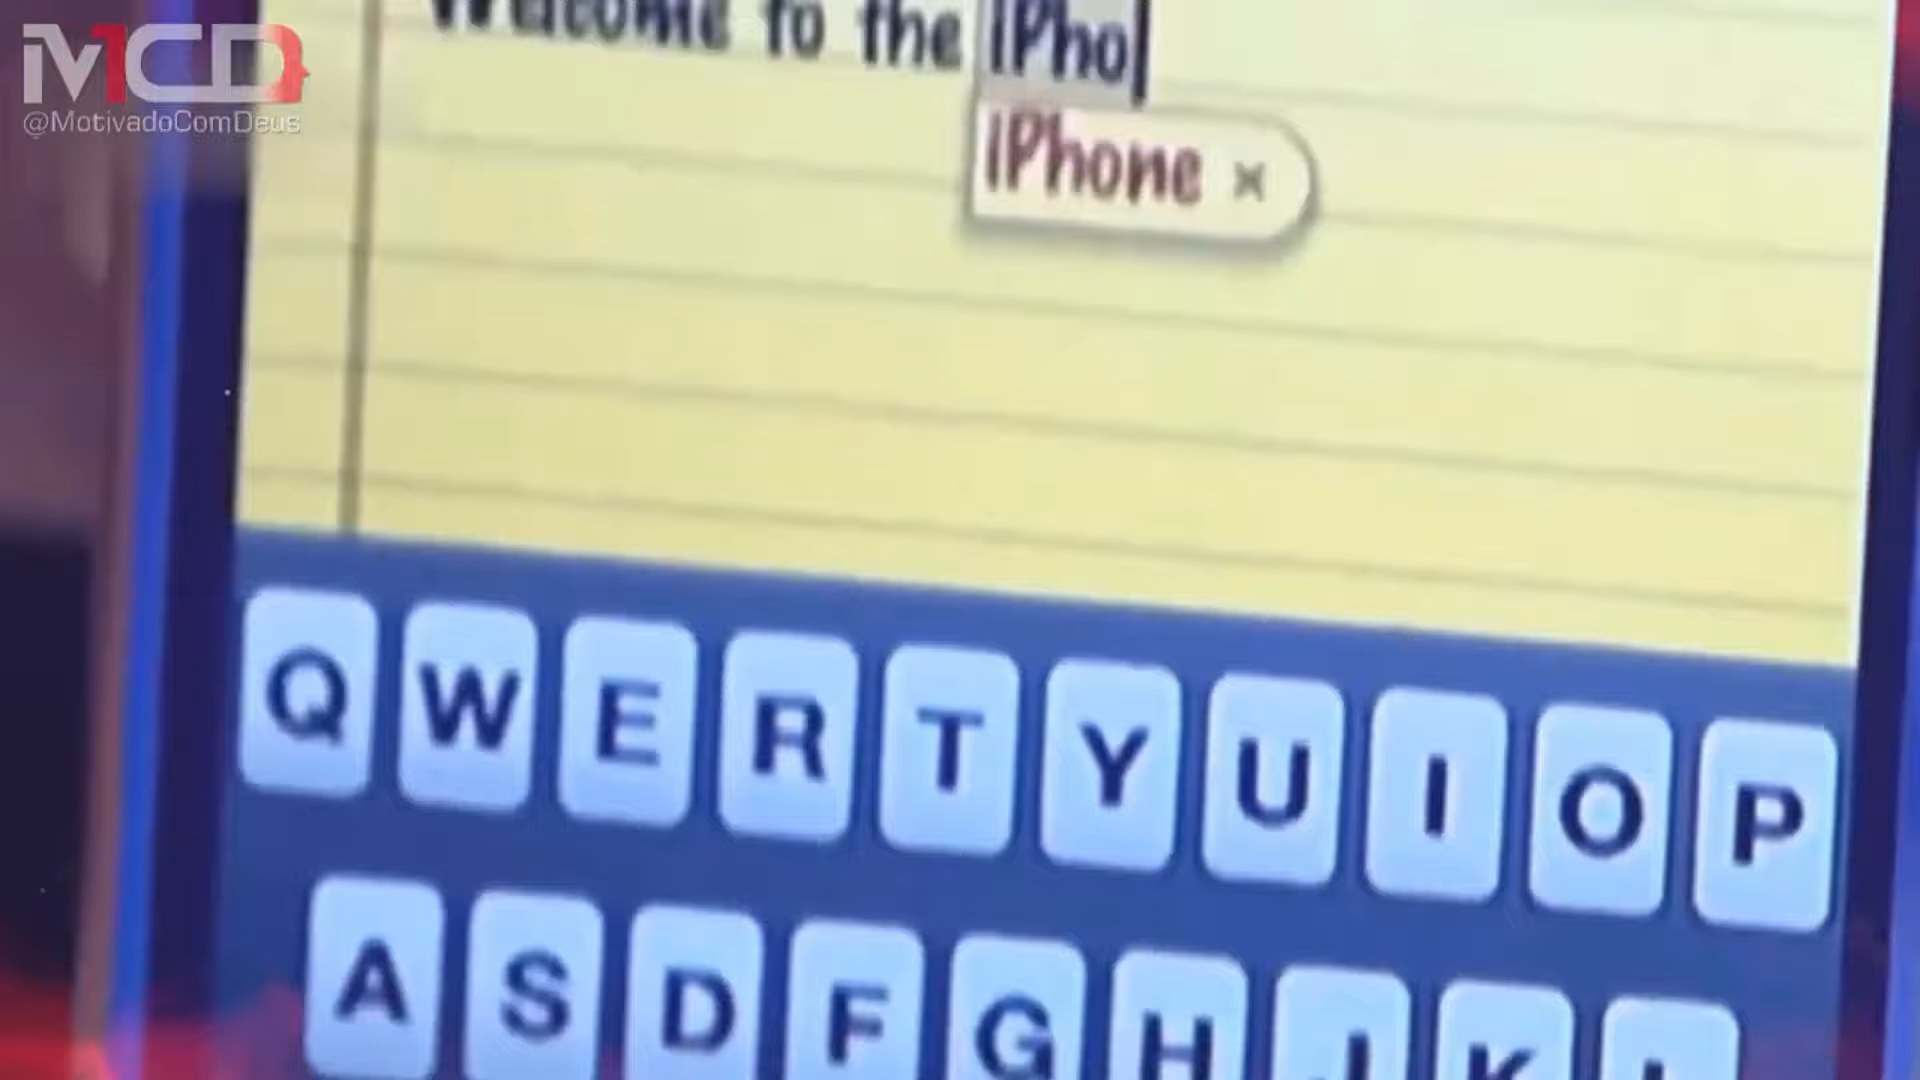 MCD
@MotivadoComDeus
Welcome to the iPho
iPhone ×
Q W E R T Y U I O P
A S D F G H J K L